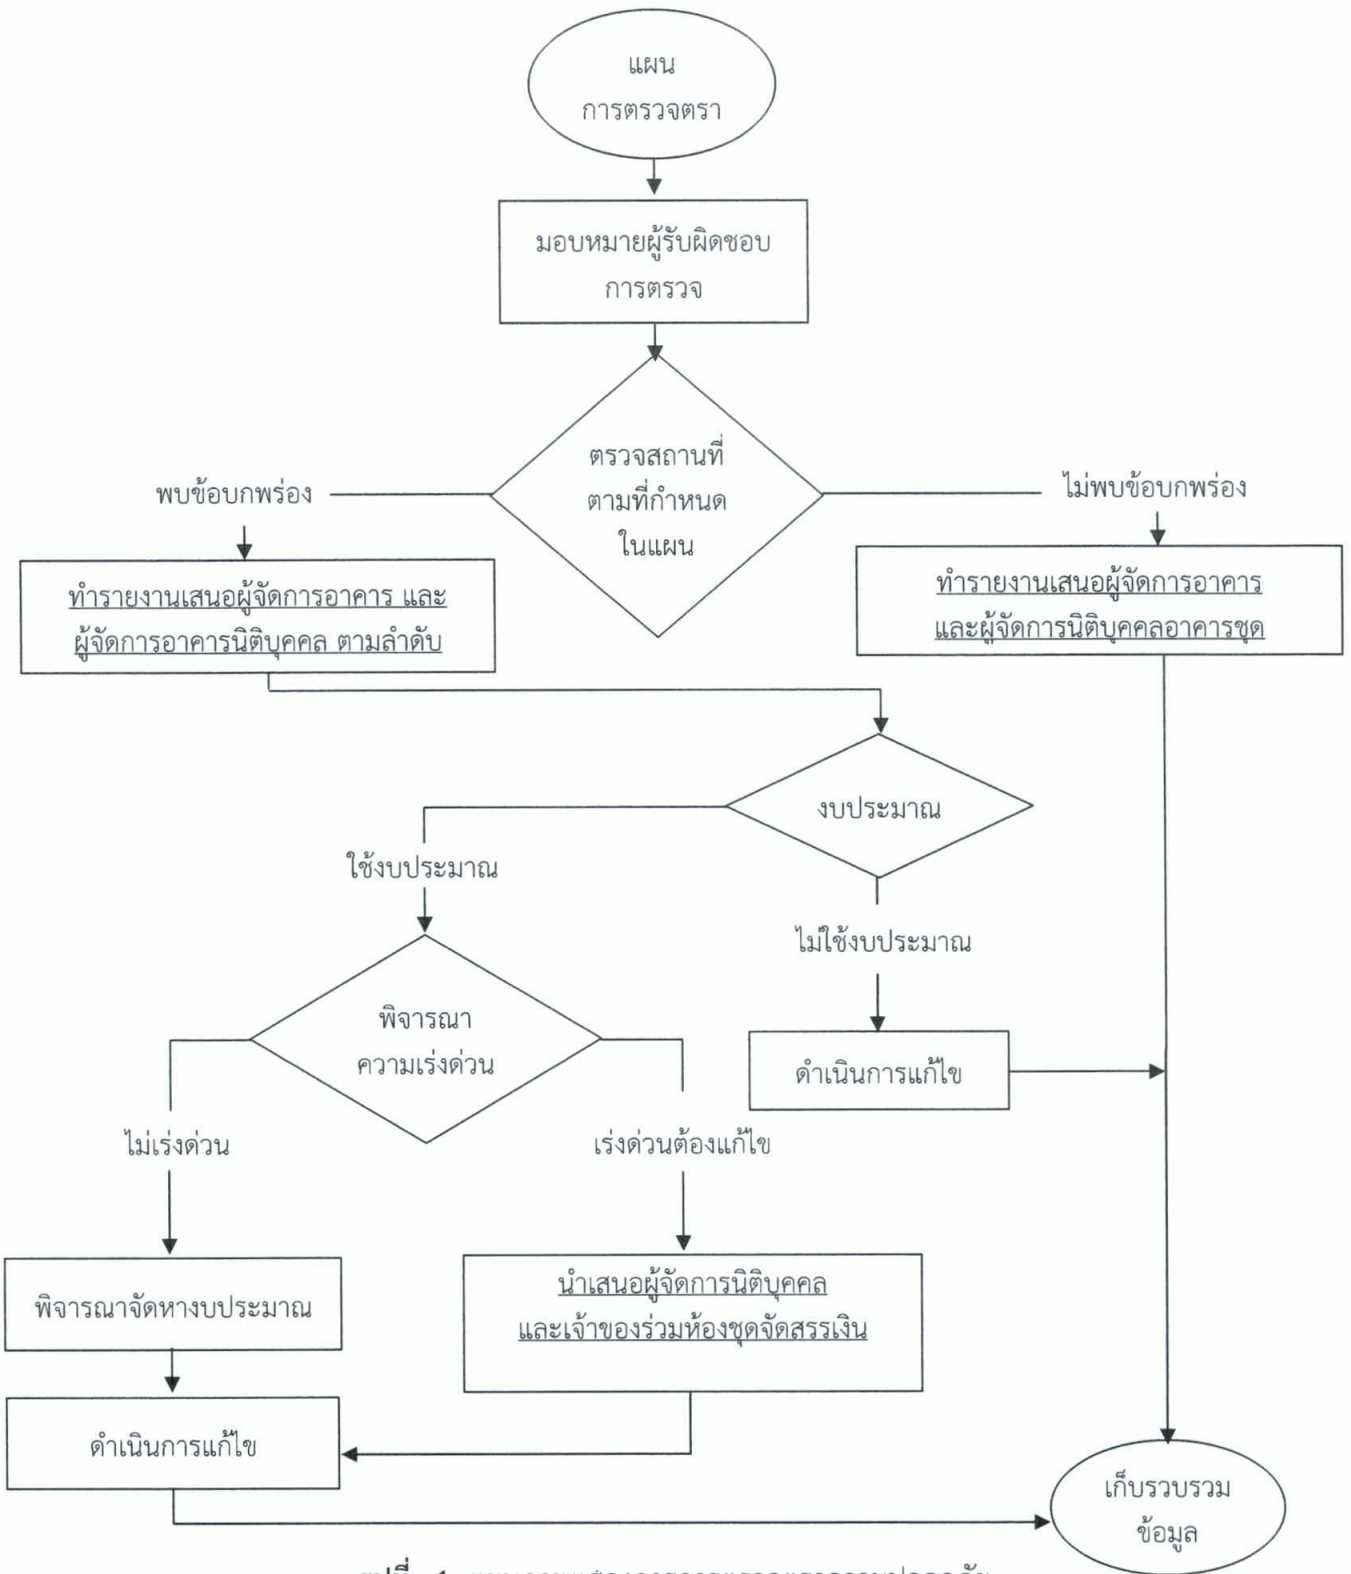 แผน
การตรวจตรา
มอบหมายผู้รับผิดชอบ
การตรวจ
ตรวจสถานที่
ตามที่กำหนด
ในแผน
พบข้อบกพร่อง
ไม่พบข้อบกพร่อง
ทำรายงานเสนอผู้จัดการอาคาร และ
ผู้จัดการอาคารนิติบุคคล ตามลำดับ
ทำรายงานเสนอผู้จัดการอาคาร
และผู้จัดการนิติบุคคลอาคารชุด
งบประมาณ
ใช้งบประมาณ
ไม่ใช้งบประมาณ
พิจารณา
ความเร่งด่วน
ดำเนินการแก้ไข
ไม่เร่งด่วน
เร่งด่วนต้องแก้ไข
พิจารณาจัดหางบประมาณ
นำเสนอผู้จัดการนิติบุคคล
และเจ้าของร่วมห้องชุดจัดสรรเงิน
ดำเนินการแก้ไข
เก็บรวบรวม
ข้อมูล